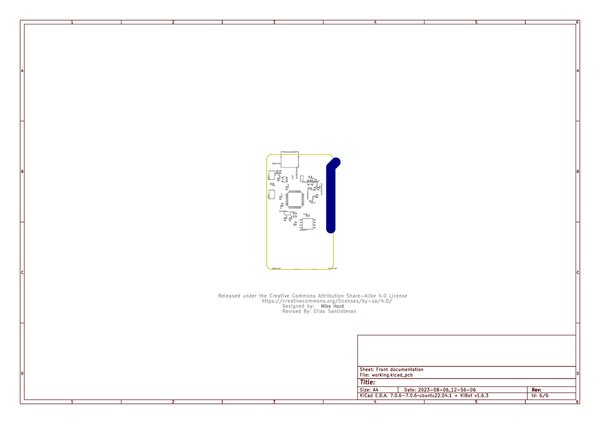 1 2 3 4 5 6
A A
B B
Released under the Creative Commons Attribution Share-Alike 4.0 License
https://creativecommons.org/licenses/by-sa/4.0/
Designed by: Mike Hord
Revised By: Elias Santistevan
C C
Sheet: Front documentation
File: working.kicad_pcb
Title:
Size: A4 Date: 2023-08-06_12-56-06 Rev:
KiCad E.D.A. 7.0.6-7.0.6~ubuntu22.04.1 + KiBot v1.6.3 Id: 6/6
D D
1 2 3 4 5 6